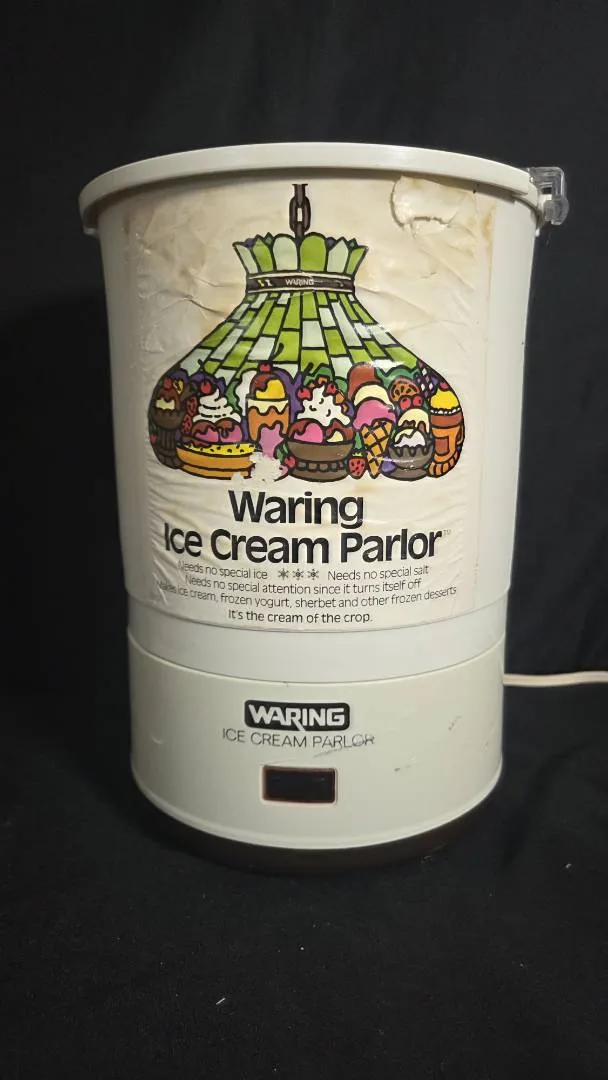 WARING
Waring
Ice Cream Parlor™
Needs no special ice *** Needs no special salt
Needs no special attention since it turns itself off
Makes ice cream, frozen yogurt, sherbet and other frozen desserts
It's the cream of the crop.
WARING
ICE CREAM PARLOR